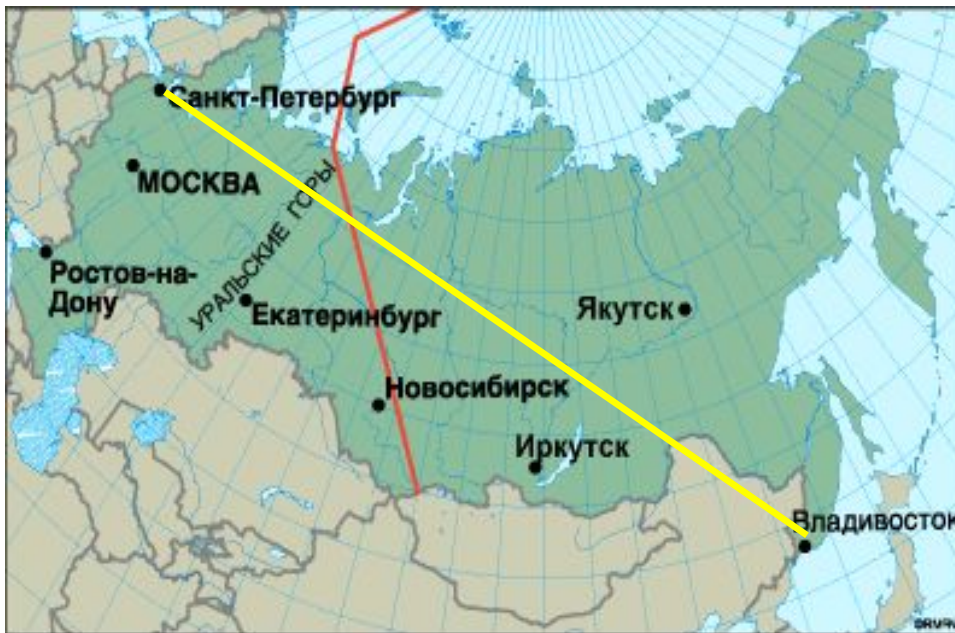 Санкт-Петербург
МОСКВА
УРАЛЬСКИЕ ГОРЫ
Ростов-на-
Дону
Екатеринбург
Якутск
Новосибирск
Иркутск
Владивосток